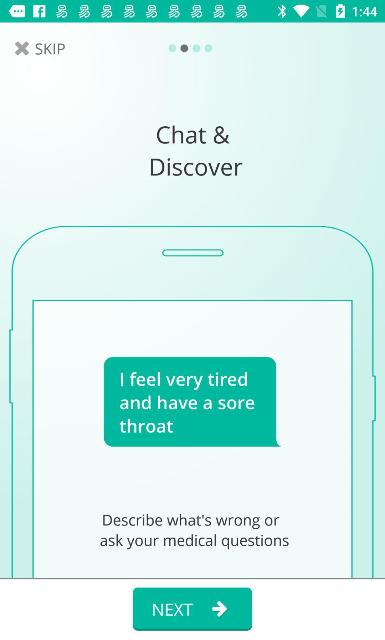 1:44
SKIP
Chat &
Discover
I feel very tired
and have a sore
throat
Describe what's wrong or
ask your medical questions
NEXT